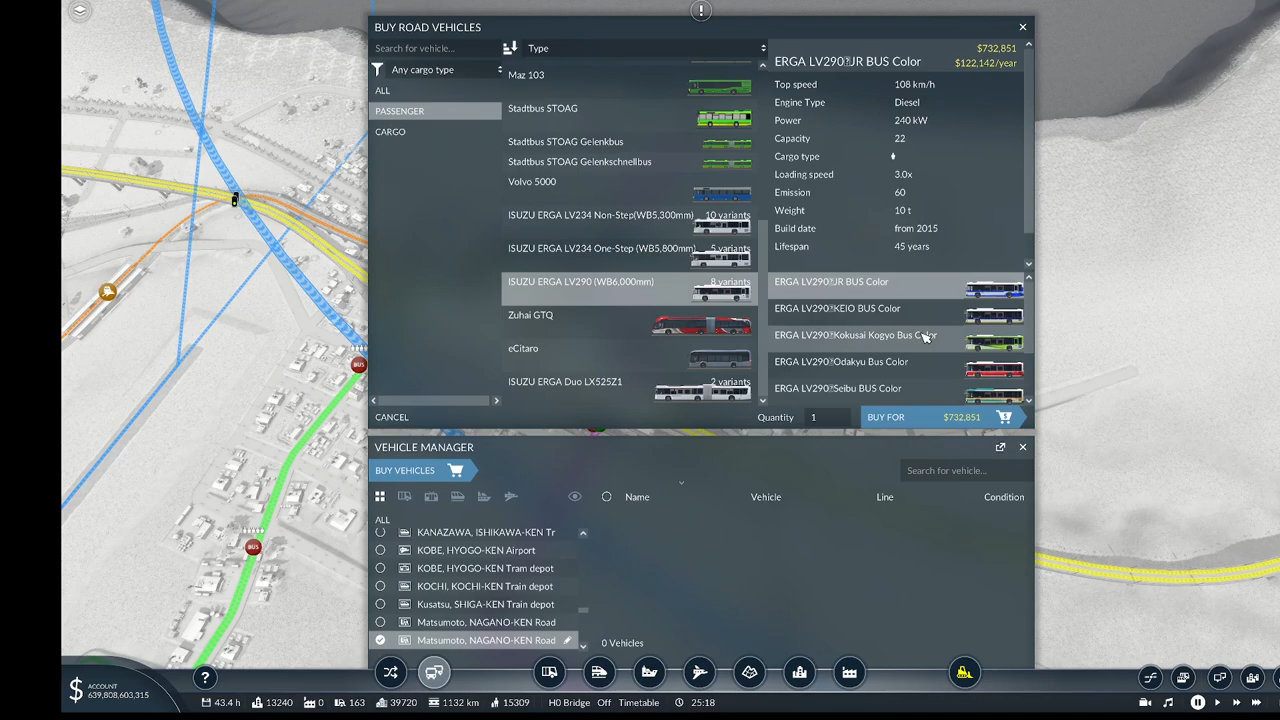 BUY ROAD VEHICLES
Search for vehicle...
Type
Any cargo type
ALL
PASSENGER
CARGO
Maz 103
Stadtbus STOAG
Stadtbus STOAG Gelenkbus
Stadtbus STOAG Gelenkschnellbus
Volvo 5000
ISUZU ERGA LV234 Non-Step(WB5,300mm) 10 variants
ISUZU ERGA LV234 One-Step (WB5,800mm) 5 variants
ISUZU ERGA LV290 (WB6,000mm) 8 variants
Zuhai GTQ
eCitaro
ISUZU ERGA Duo LX525Z1 2 variants
CANCEL
$732,851
ERGA LV290 JR BUS Color
$122,142/year
Top speed 108 km/h
Engine Type Diesel
Power 240 kW
Capacity 22
Cargo type
Loading speed 3.0x
Emission 60
Weight 10 t
Build date from 2015
Lifespan 45 years
ERGA LV290 JR BUS Color
ERGA LV290 KEIO BUS Color
ERGA LV290 Kokusai Kogyo Bus Color
ERGA LV290 Odakyu Bus Color
ERGA LV290 Seibu BUS Color
Quantity 1 BUY FOR $732,851
VEHICLE MANAGER
BUY VEHICLES
Search for vehicle...
Name Vehicle Line Condition
ALL
KANAZAWA, ISHIKAWA-KEN Tr
KOBE, HYOGO-KEN Airport
KOBE, HYOGO-KEN Tram depot
KOCHI, KOCHI-KEN Train depot
Kusatsu, SHIGA-KEN Train depot
Matsumoto, NAGANO-KEN Road
Matsumoto, NAGANO-KEN Road
0 Vehicles
BUS
BUS
?
$ ACCOUNT
639,808,603,315
43.4 h 13240 0 163 39720 1132 km 15309 H0 Bridge Off Timetable 25:18